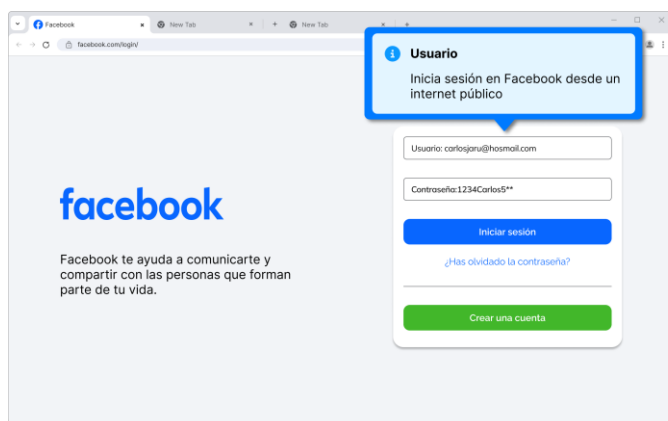 Facebook
New Tab
New Tab
facebook.com/login/
Usuario
Inicia sesión en Facebook desde un
internet público
Usuario: carlosjaru@hosmail.com
Contraseña:1234Carlos5**
Iniciar sesión
¿Has olvidado la contraseña?
Crear una cuenta
facebook
Facebook te ayuda a comunicarte y
compartir con las personas que forman
parte de tu vida.